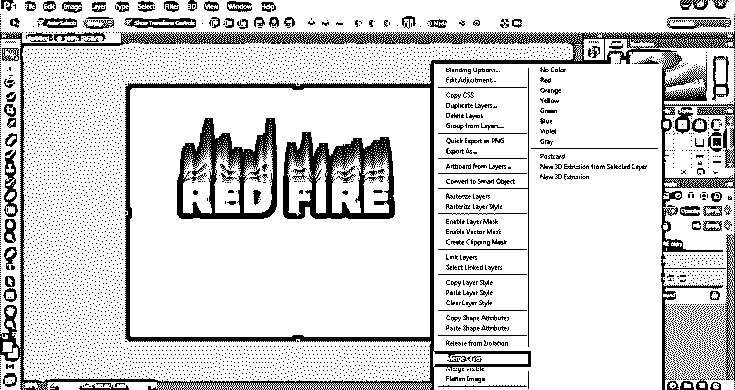 File Edit Image Layer Type Select Filter 3D View Window Help
RED FIRE
Blending Options...
Edit Adjustment...
Copy CSS
Duplicate Layers...
Delete Layers
Group from Layers...
Quick Export as PNG
Export As...
Artboard from Layers...
Convert to Smart Object
Rasterize Layers
Rasterize Layer Style
Enable Layer Mask
Enable Vector Mask
Create Clipping Mask
Link Layers
Select Linked Layers
Copy Layer Style
Paste Layer Style
Clear Layer Style
Copy Shape Attributes
Paste Shape Attributes
Release from Isolation
Merge Visible
Flatten Image
No Color
Red
Orange
Yellow
Green
Blue
Violet
Gray
Postcard
New 3D Extrusion from Selected Layer
New 3D Extrusion